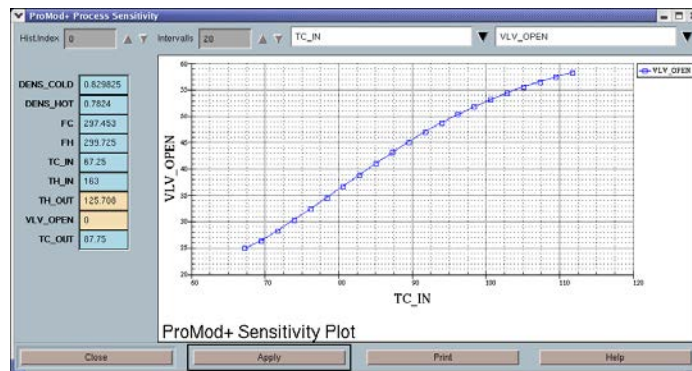 ProMod+ Process Sensitivity
Hist.Index 0 Intervalls 20 TC_IN VLV_OPEN
DENS_COLD 0.829825
DENS_HOT 0.7824
FC 297.453
FH 299.725
TC_IN 67.25
TH_IN 163
TH_OUT 125.708
VLV_OPEN 0
TC_OUT 87.75
VLV_OPEN
60
55
50
45
40
35
30
25
20
60 70 80 90 100 110 120
TC_IN
VLV_OPEN
ProMod+ Sensitivity Plot
Close Apply Print Help